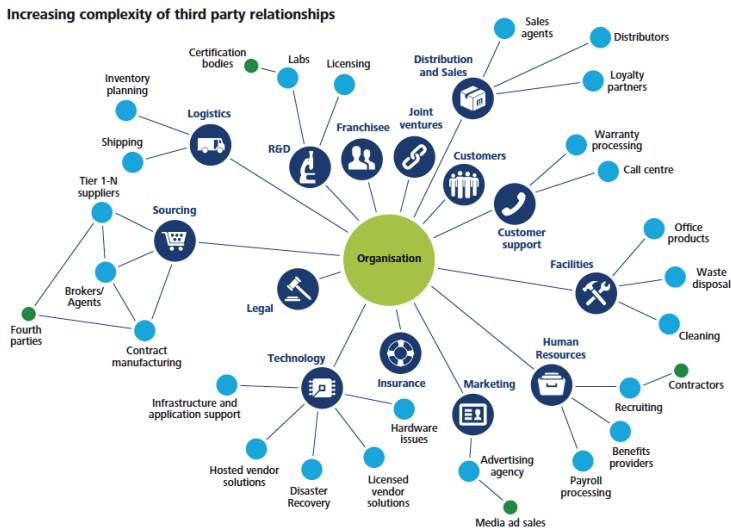 Increasing complexity of third party relationships
Sales
agents
Distributors
Distribution
and Sales
Loyalty
partners
Certification
bodies
Labs
Licensing
Inventory
planning
Logistics
Shipping
R&D
Franchisee
Joint
ventures
Customers
Warranty
processing
Call centre
Customer
support
Tier 1-N
suppliers
Sourcing
Brokers/
Agents
Fourth
parties
Contract
manufacturing
Organisation
Office
products
Facilities
Waste
disposal
Cleaning
Legal
Technology
Insurance
Marketing
Human
Resources
Contractors
Recruiting
Benefits
providers
Payroll
processing
Infrastructure and
application support
Hardware
issues
Hosted vendor
solutions
Disaster
Recovery
Licensed
vendor
solutions
Advertising
agency
Media ad sales